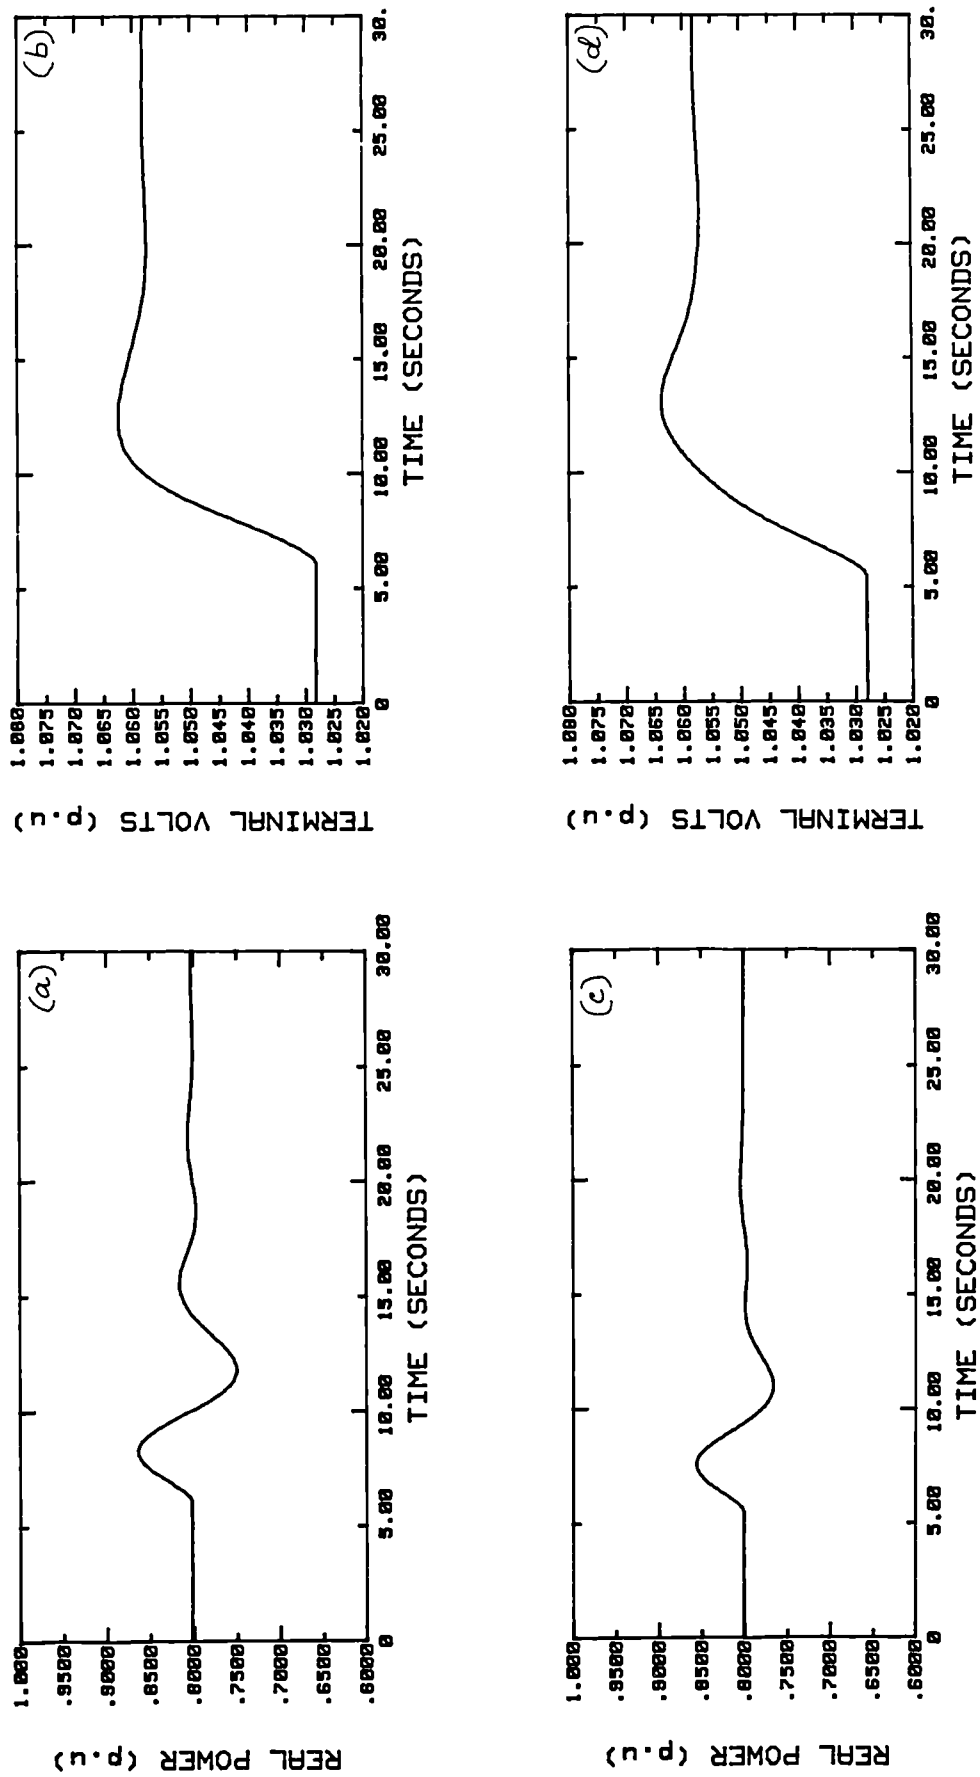 (a)
1.000
.9500
.9000
.8500
.8000
.7500
.7000
.6500
.6000
REAL POWER (p.u)
0 5.00 10.00 15.00 20.00 25.00 30.00
TIME (SECONDS)
(b)
1.080
1.075
1.070
1.065
1.060
1.055
1.050
1.045
1.040
1.035
1.030
1.025
1.020
TERMINAL VOLTS (p.u)
0 5.00 10.00 15.00 20.00 25.00 30.
TIME (SECONDS)
(c)
1.000
.9500
.9000
.8500
.8000
.7500
.7000
.6500
.6000
REAL POWER (p.u)
0 5.00 10.00 15.00 20.00 25.00 30.00
TIME (SECONDS)
(d)
1.080
1.075
1.070
1.065
1.060
1.055
1.050
1.045
1.040
1.035
1.030
1.025
1.020
TERMINAL VOLTS (p.u)
0 5.00 10.00 15.00 20.00 25.00 30.
TIME (SECONDS)